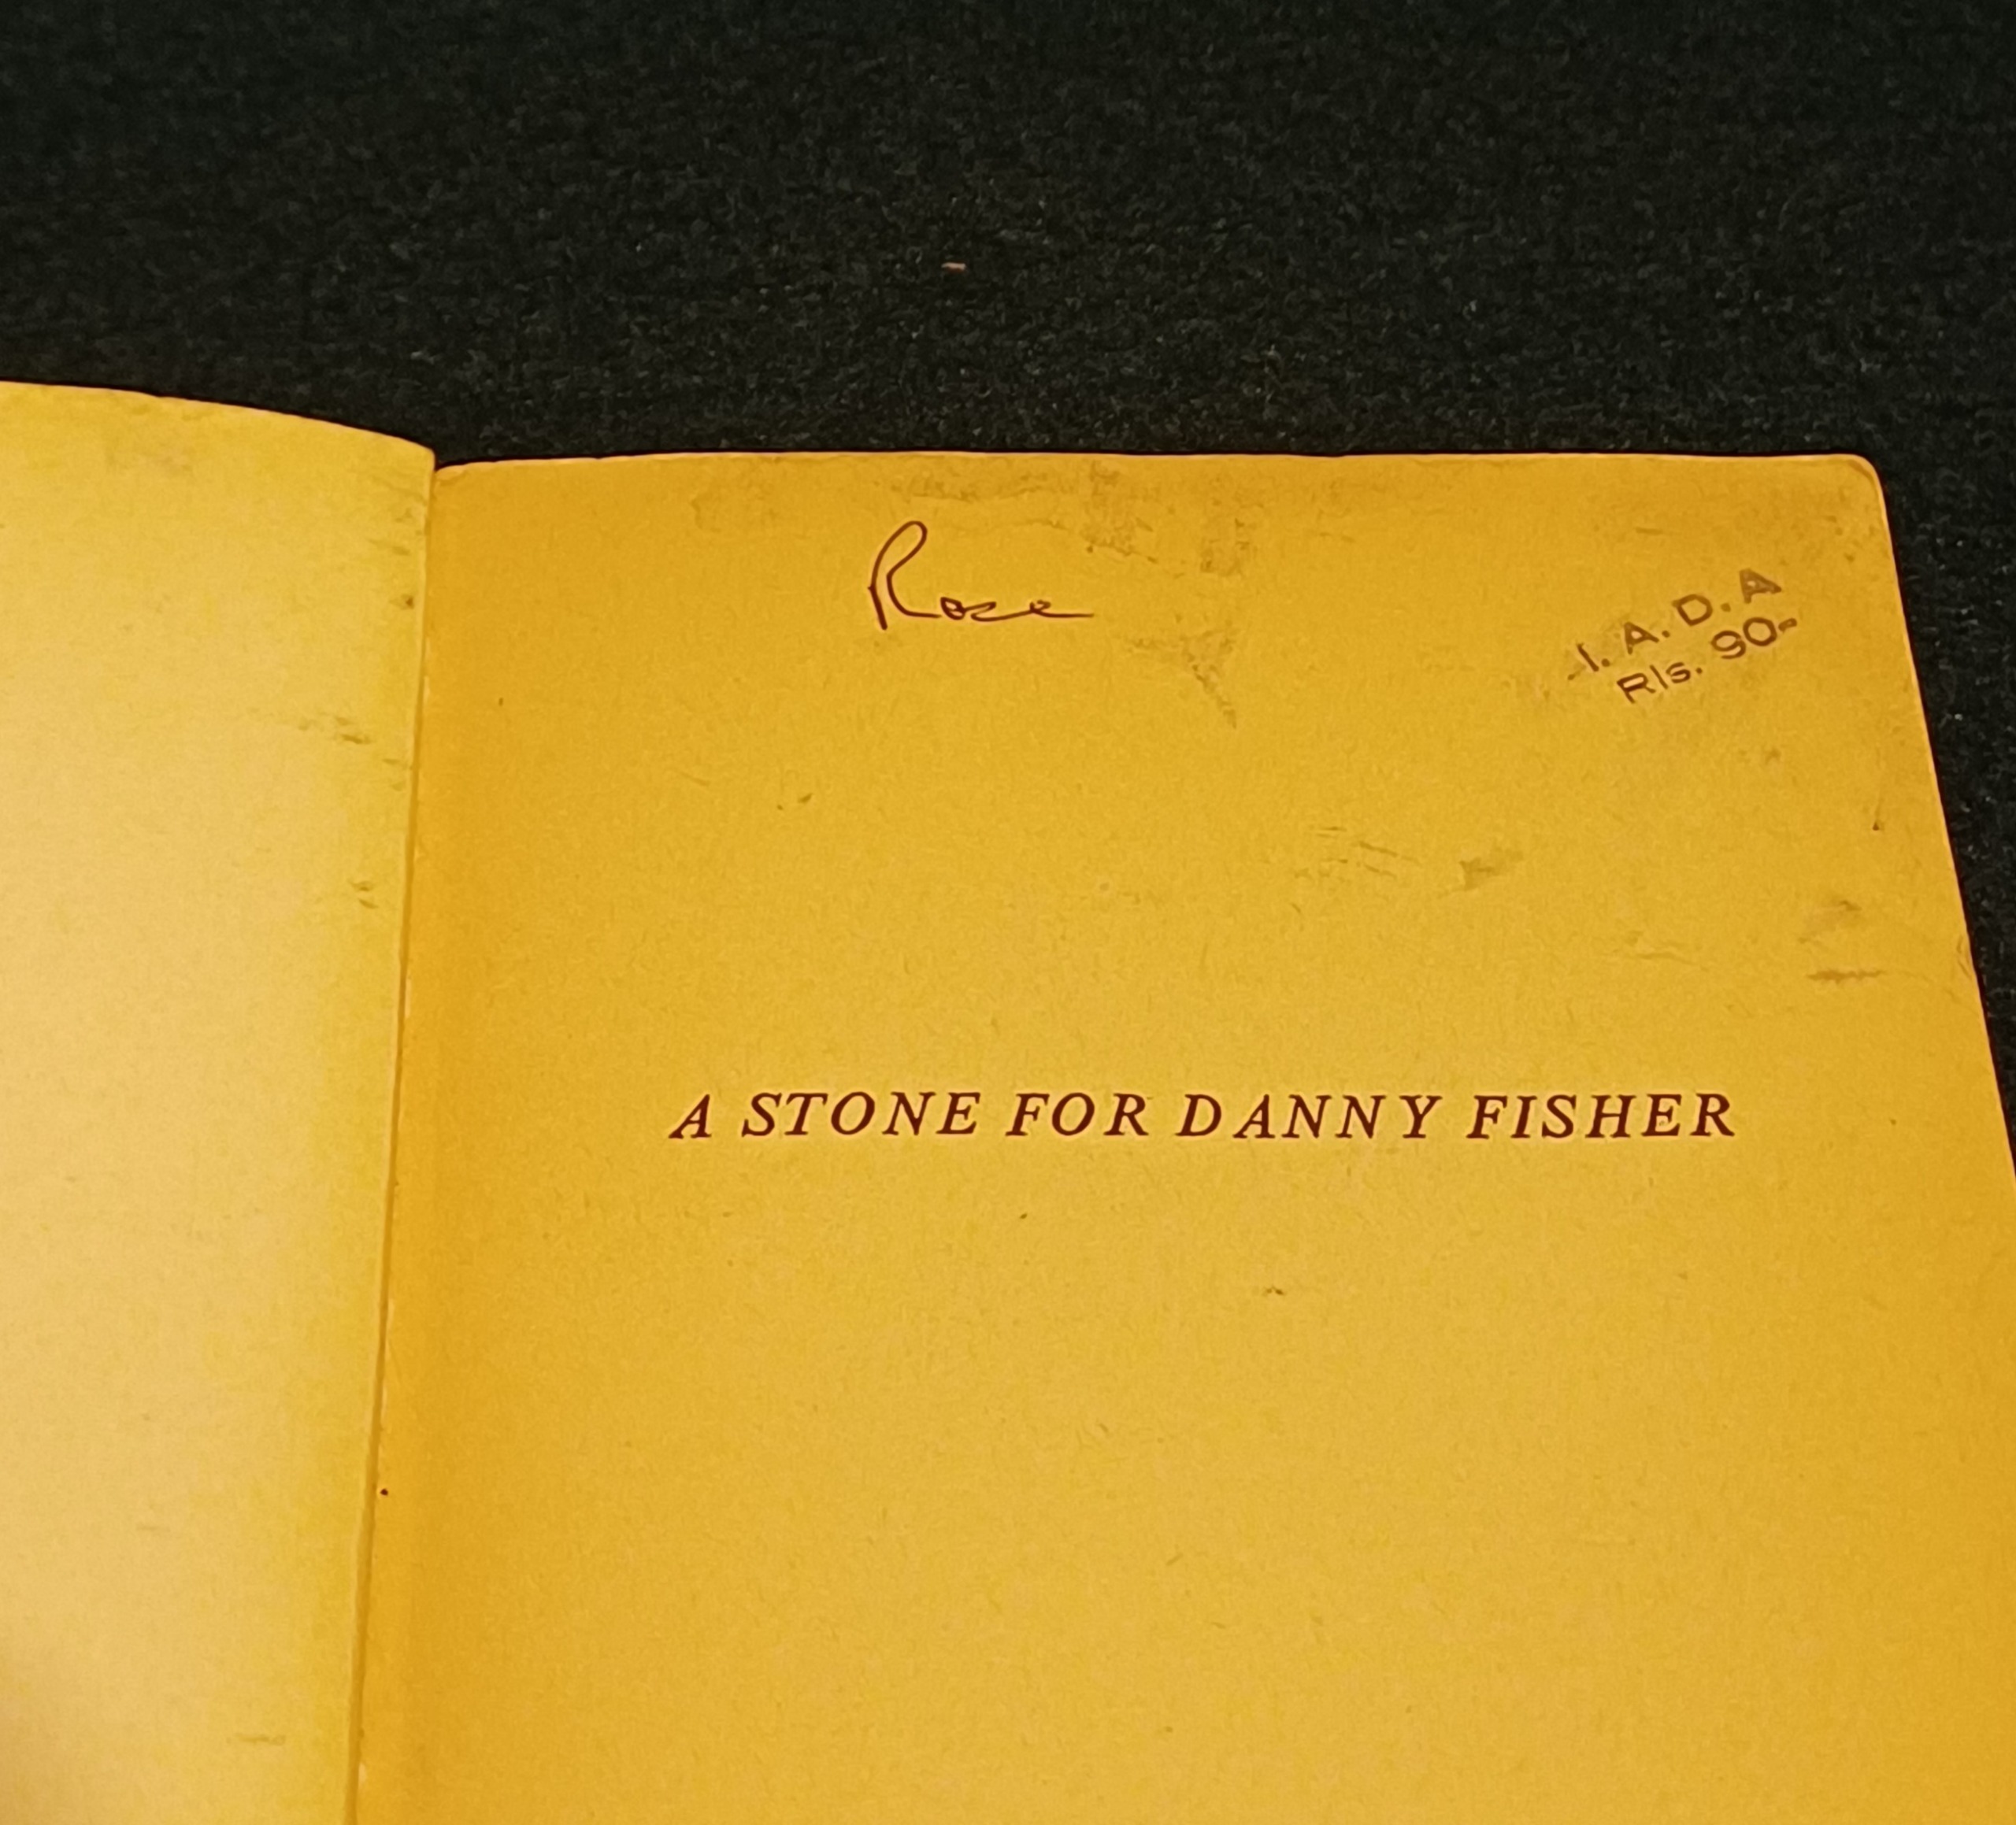 Rose
I. A. D. A
Rls. 90-
A STONE FOR DANNY FISHER